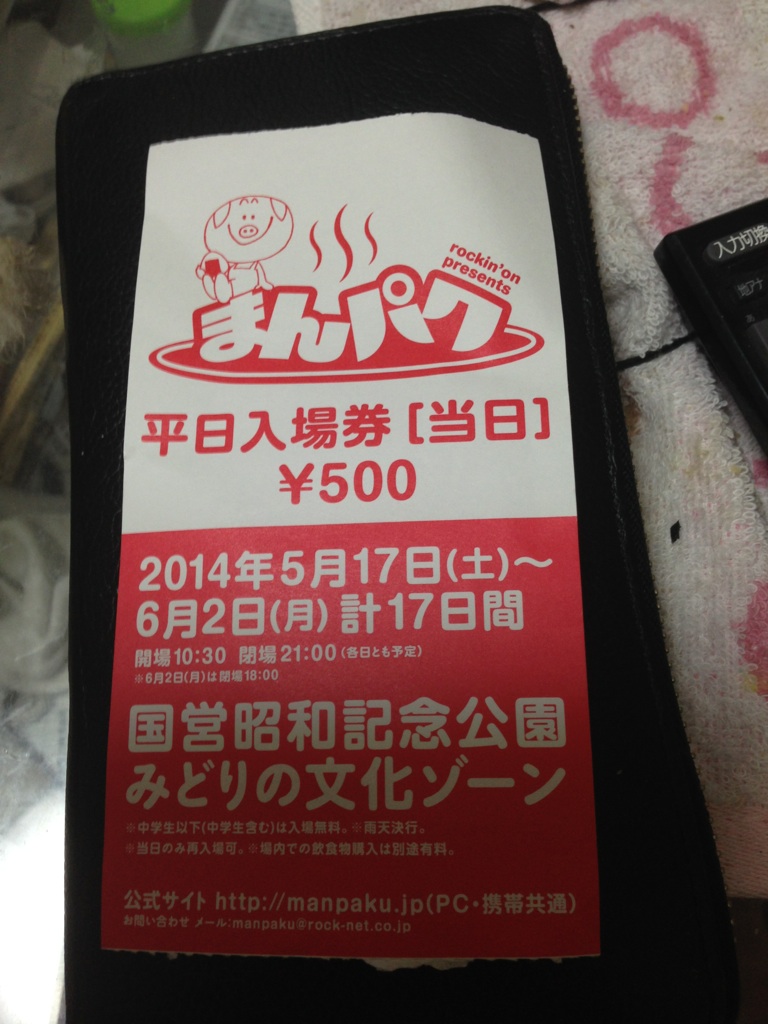 rockin'on
presents
まんパク
平日入場券[当日]
¥500
2014年5月17日(土)〜
6月2日(月) 計17日間
開場10:30 閉場21:00(各日とも予定)
※6月2日(月)は閉場18:00
国営昭和記念公園
みどりの文化ゾーン
※中学生以下(中学生含む)は入場無料。※雨天決行。
※当日のみ再入場可。※場内での飲食物購入は別途有料。
公式サイト http://manpaku.jp(PC・携帯共通)
お問い合わせ メール:manpaku@rock-net.co.jp
入力切換
地アナ